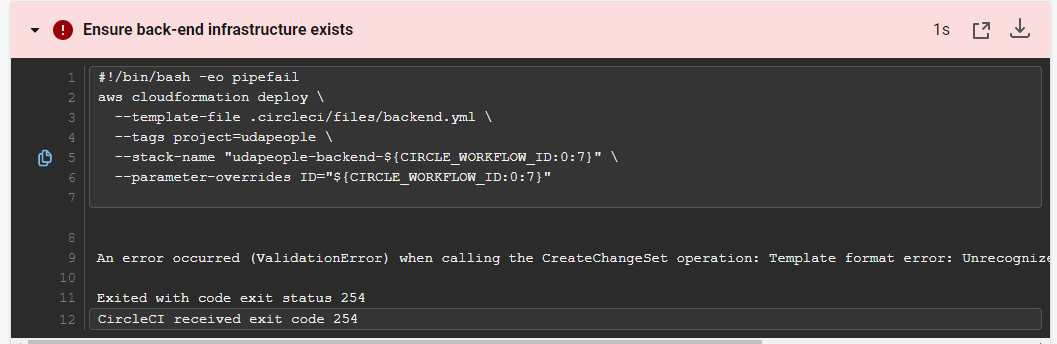 Ensure back-end infrastructure exists 1s
1 #!/bin/bash -eo pipefail
2 aws cloudformation deploy \
3 --template-file .circleci/files/backend.yml \
4 --tags project=udapeople \
5 --stack-name "udapeople-backend-${CIRCLE_WORKFLOW_ID:0:7}" \
6 --parameter-overrides ID="${CIRCLE_WORKFLOW_ID:0:7}"
7
8
9 An error occurred (ValidationError) when calling the CreateChangeSet operation: Template format error: Unrecognize
10
11 Exited with code exit status 254
12 CircleCI received exit code 254